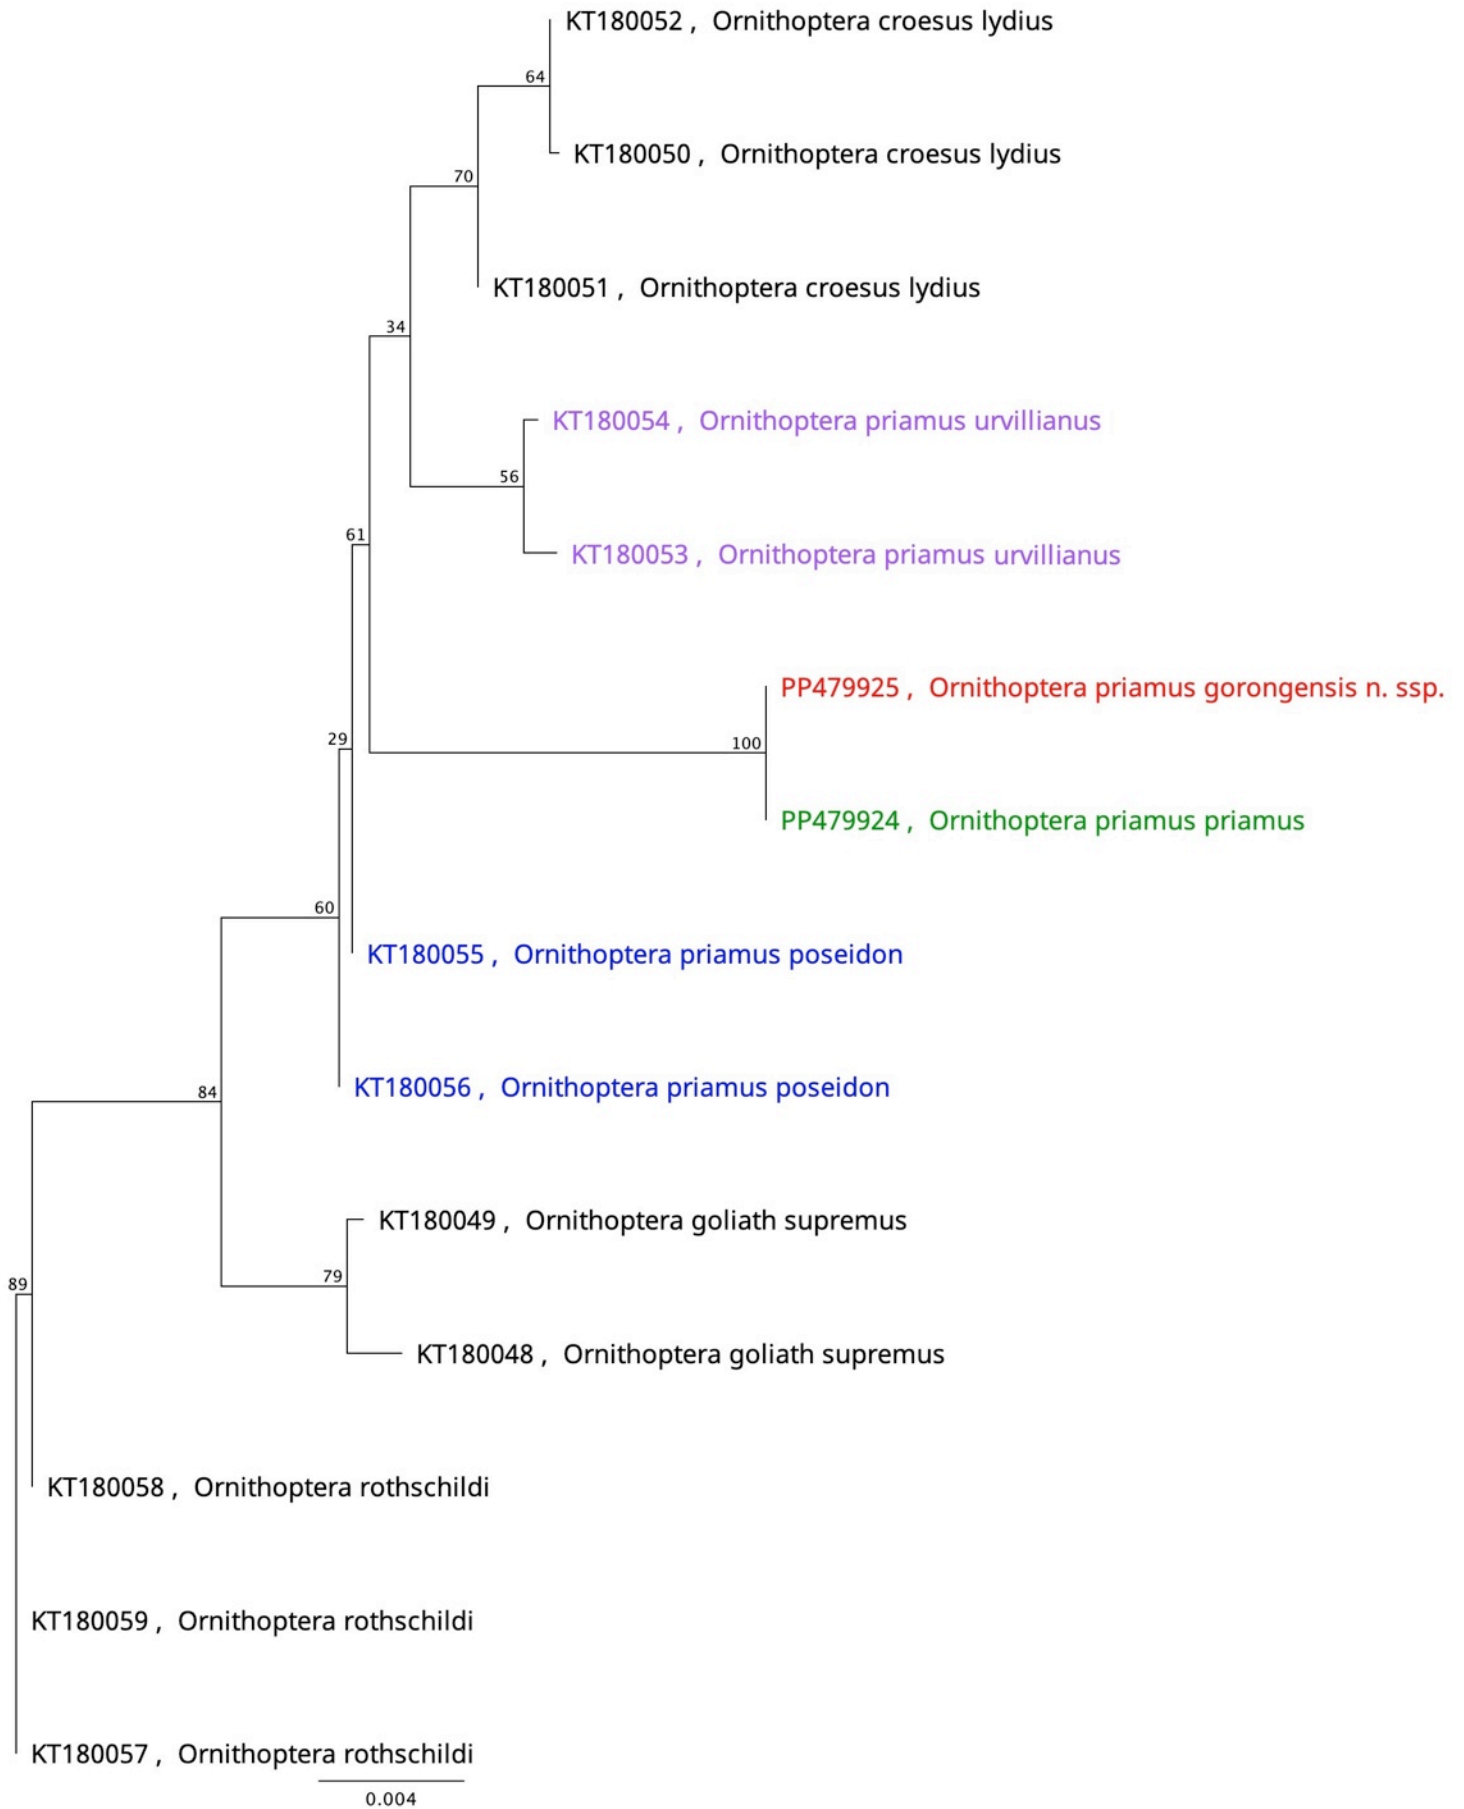 KT180052 , Ornithoptera croesus lydius
64
KT180050 , Ornithoptera croesus lydius
70
KT180051 , Ornithoptera croesus lydius
34
KT180054 , Ornithoptera priamus urvillianus
56
61
KT180053 , Ornithoptera priamus urvillianus
PP479925 , Ornithoptera priamus gorongensis n. ssp.
29
100
PP479924 , Ornithoptera priamus priamus
60
KT180055 , Ornithoptera priamus poseidon
KT180056 , Ornithoptera priamus poseidon
84
KT180049 , Ornithoptera goliath supremus
79
89
KT180048 , Ornithoptera goliath supremus
KT180058 , Ornithoptera rothschildi
KT180059 , Ornithoptera rothschildi
KT180057 , Ornithoptera rothschildi
0.004